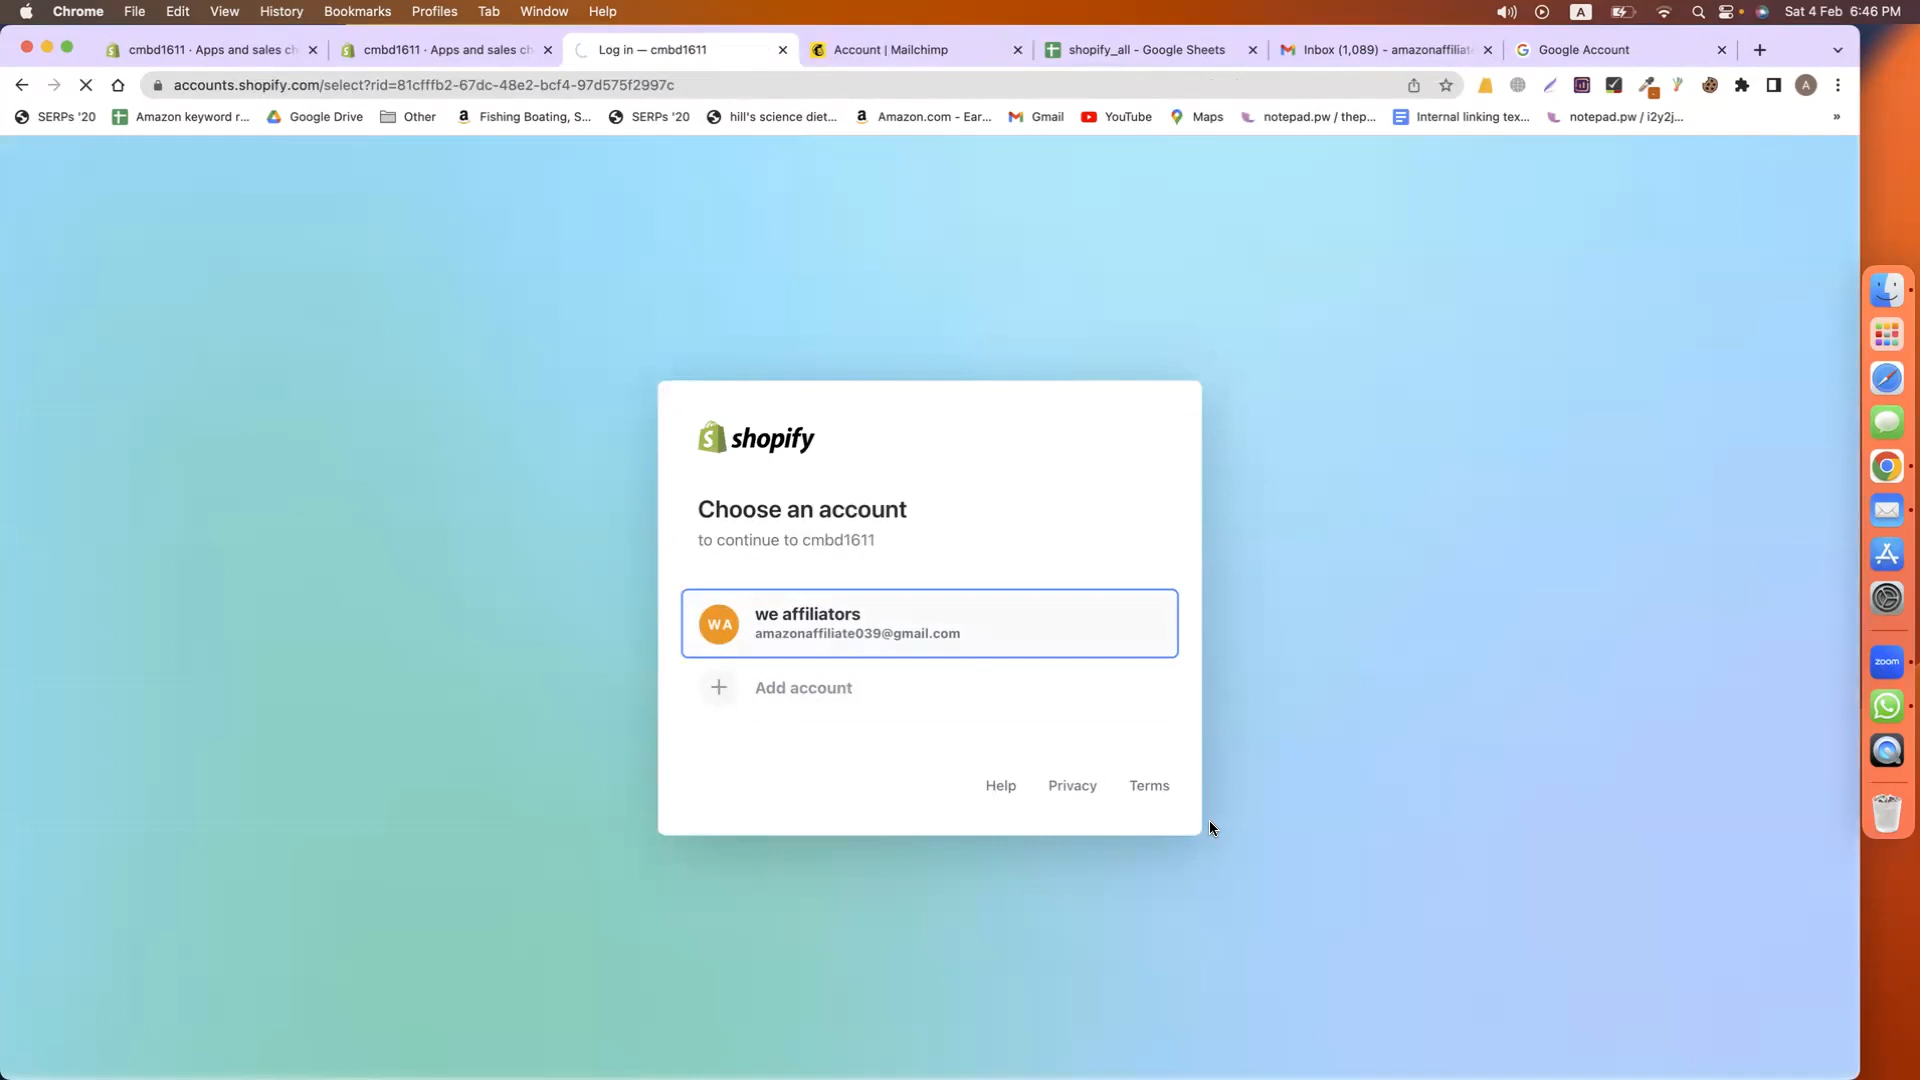 Chrome File Edit View History Bookmarks Profiles Tab Window Help A Sat 4 Feb 6:46 PM
cmbd1611 · Apps and sales ch cmbd1611 · Apps and sales ch Log in — cmbd1611 Account | Mailchimp shopify_all - Google Sheets Inbox (1,089) - amazonaffiliat Google Account
accounts.shopify.com/select?rid=81cfffb2-67dc-48e2-bcf4-97d575f2997c A
SERPs '20 Amazon keyword r... Google Drive Other Fishing Boating, S... SERPs '20 hill's science diet... Amazon.com - Ear... Gmail YouTube Maps notepad.pw / thep... Internal linking tex... notepad.pw / i2y2j... »
shopify
Choose an account
to continue to cmbd1611
WA we affiliators
amazonaffiliate039@gmail.com
Add account
zoom
Help Privacy Terms